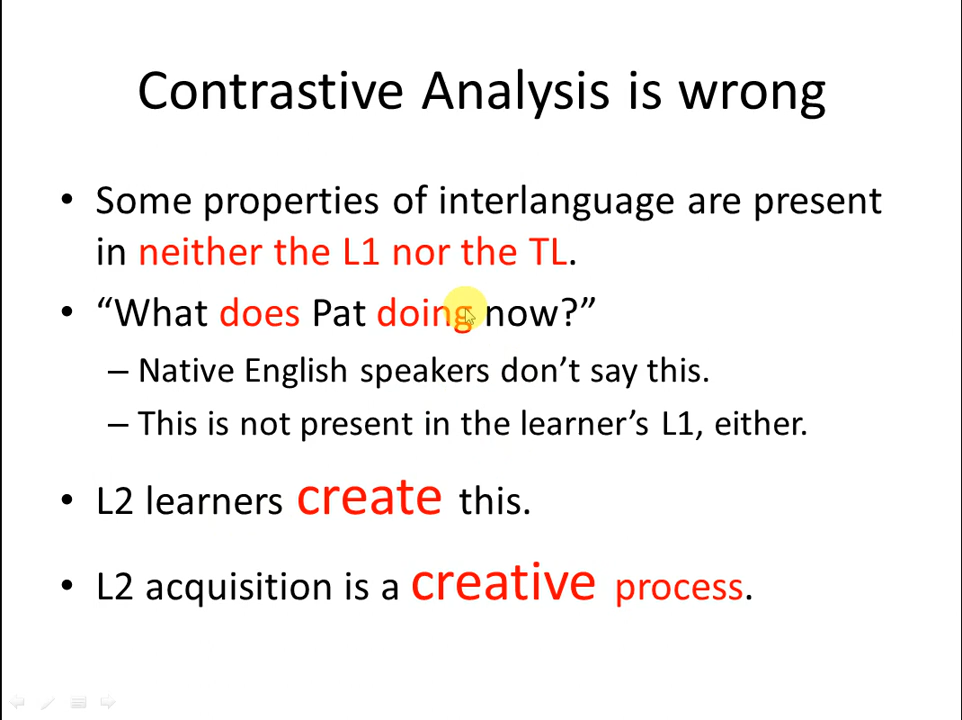 Contrastive Analysis is wrong
• Some properties of interlanguage are present
in neither the L1 nor the TL.
• “What does Pat doing now?”
– Native English speakers don’t say this.
– This is not present in the learner’s L1, either.
• L2 learners create this.
• L2 acquisition is a creative process.